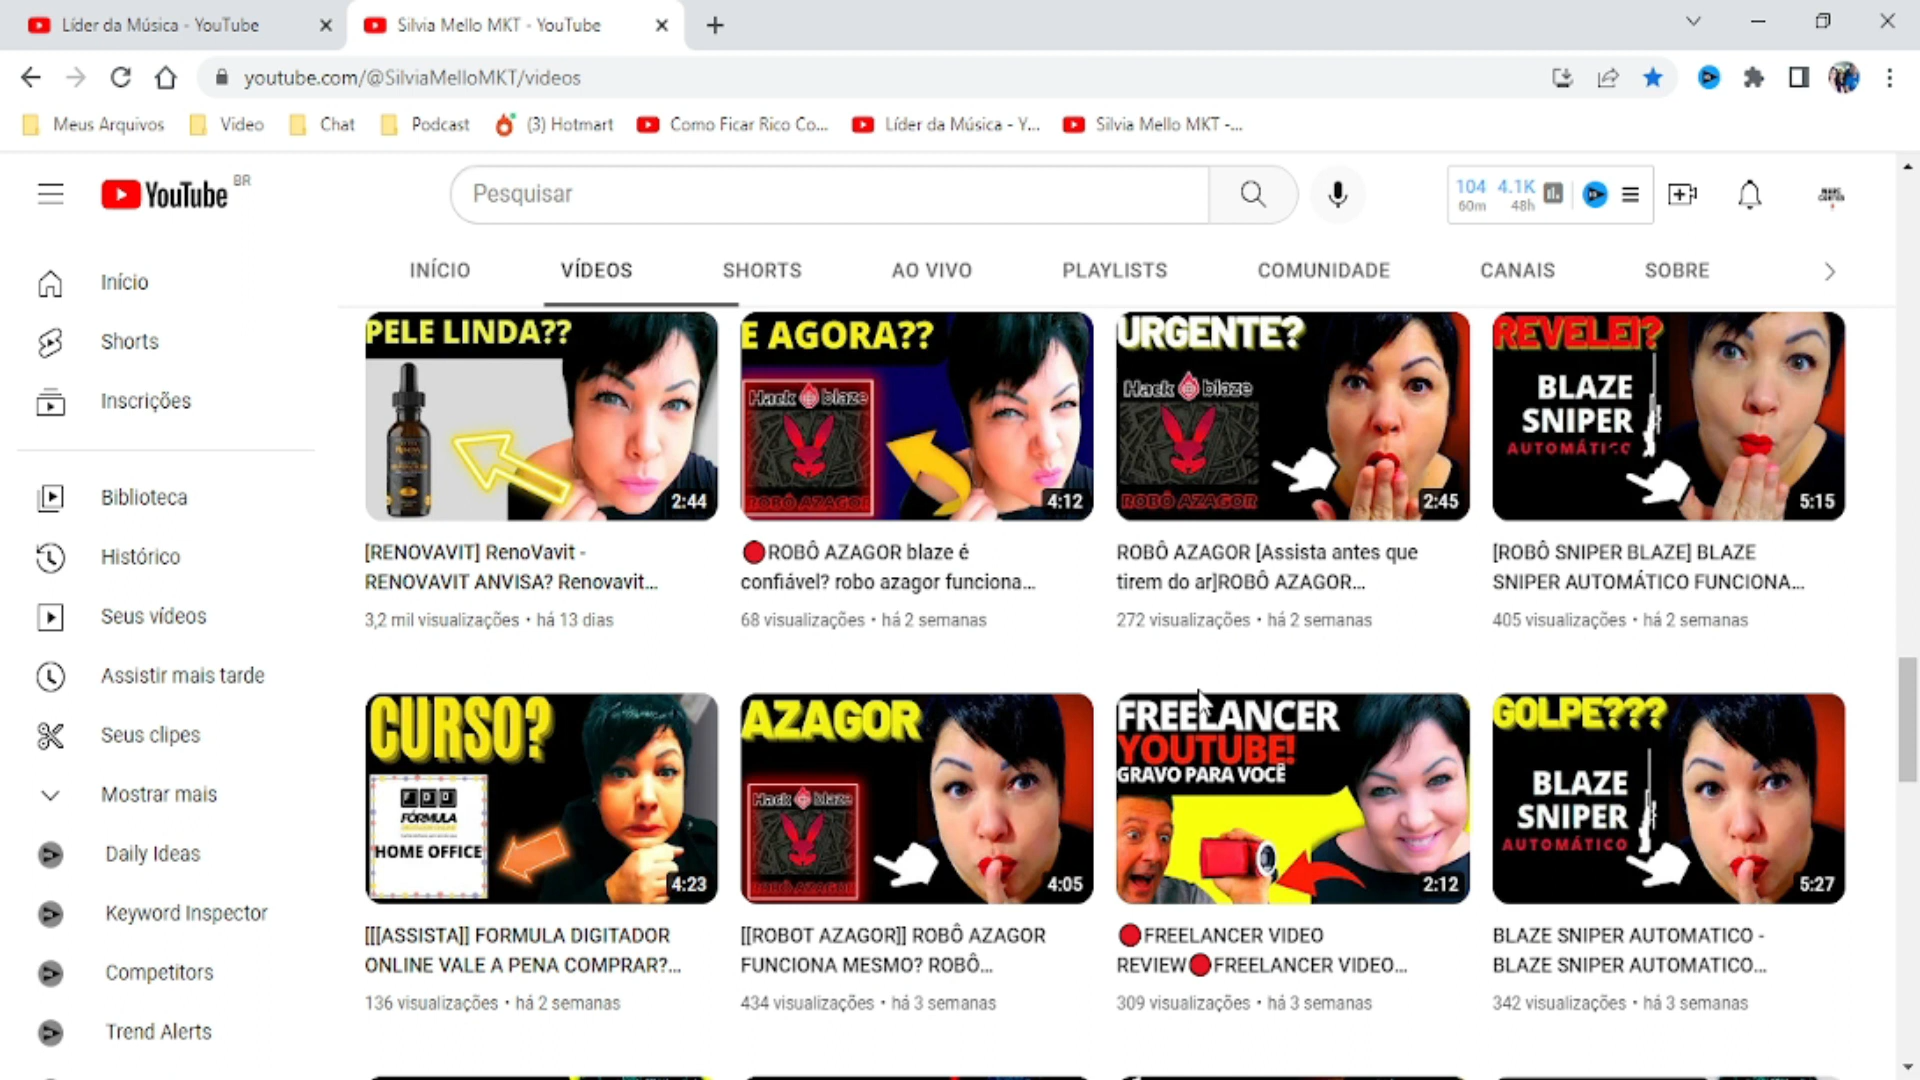 Líder da Música - YouTube
Silvia Mello MKT - YouTube
youtube.com/@SilviaMelloMKT/videos
Meus Arquivos
Video
Chat
Podcast
(3) Hotmart
Como Ficar Rico Co...
Líder da Música - Y...
Silvia Mello MKT -...
YouTube BR
Pesquisar
104 4.1K
60m 48h
INÍCIO
VÍDEOS
SHORTS
AO VIVO
PLAYLISTS
COMUNIDADE
CANAIS
SOBRE
Início
Shorts
Inscrições
Biblioteca
Histórico
Seus vídeos
Assistir mais tarde
Seus clipes
Mostrar mais
Daily Ideas
Keyword Inspector
Competitors
Trend Alerts
PELE LINDA??
2:44
[RENOVAVIT] RenoVavit -
RENOVAVIT ANVISA? Renovavit...
3,2 mil visualizações • há 13 dias
E AGORA??
Hack blaze
ROBÔ AZAGOR
4:12
🔴ROBÔ AZAGOR blaze é
confiável? robo azagor funciona...
68 visualizações • há 2 semanas
URGENTE?
Hack blaze
ROBÔ AZAGOR
2:45
ROBÔ AZAGOR [Assista antes que
tirem do ar]ROBÔ AZAGOR...
272 visualizações • há 2 semanas
REVELEI?
BLAZE
SNIPER
AUTOMÁTICO
5:15
[ROBÔ SNIPER BLAZE] BLAZE
SNIPER AUTOMÁTICO FUNCIONA...
405 visualizações • há 2 semanas
CURSO?
FDO
FÓRMULA
HOME OFFICE
4:23
[[[ASSISTA]] FORMULA DIGITADOR
ONLINE VALE A PENA COMPRAR?...
136 visualizações • há 2 semanas
AZAGOR
Hack blaze
ROBÔ AZAGOR
4:05
[[ROBOT AZAGOR]] ROBÔ AZAGOR
FUNCIONA MESMO? ROBÔ...
434 visualizações • há 3 semanas
FREELANCER
YOUTUBE!
GRAVO PARA VOCÊ
2:12
🔴FREELANCER VIDEO
REVIEW🔴FREELANCER VIDEO...
309 visualizações • há 3 semanas
GOLPE???
BLAZE
SNIPER
AUTOMÁTICO
5:27
BLAZE SNIPER AUTOMATICO -
BLAZE SNIPER AUTOMATICO...
342 visualizações • há 3 semanas